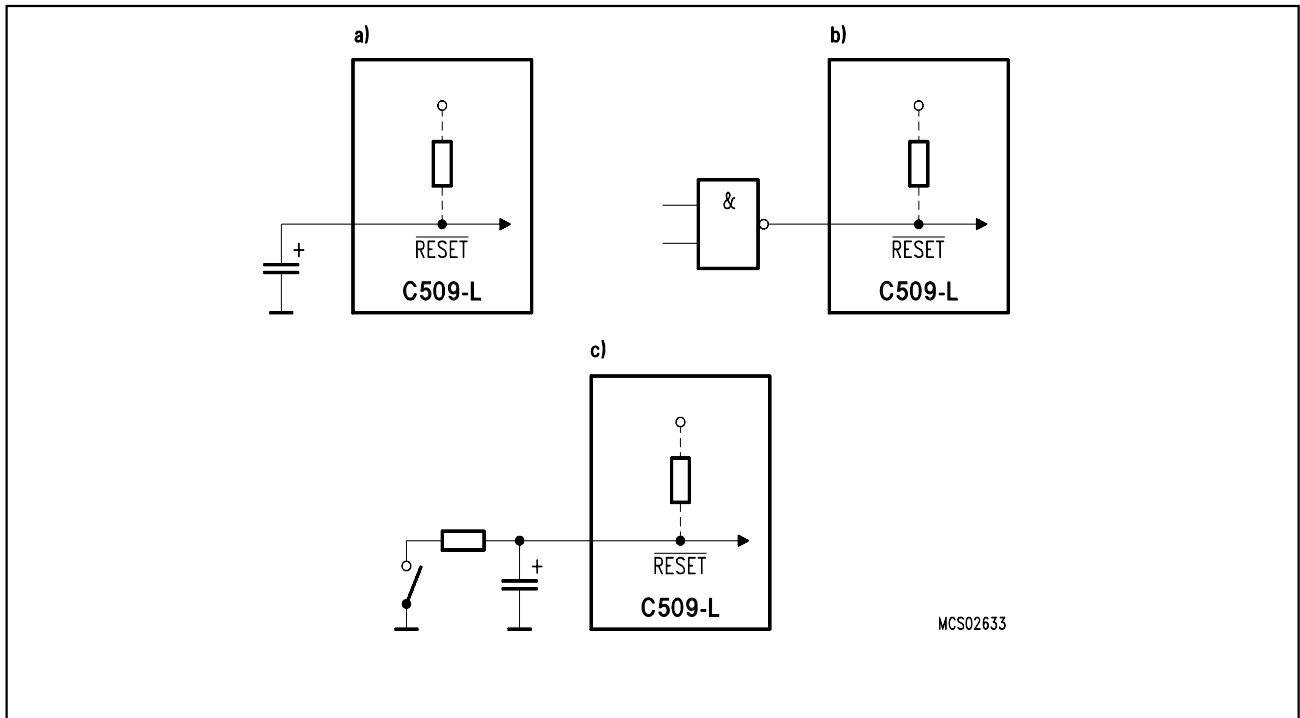 a)
+
RESET
C509-L
b)
&
RESET
C509-L
c)
+
RESET
C509-L
MCS02633